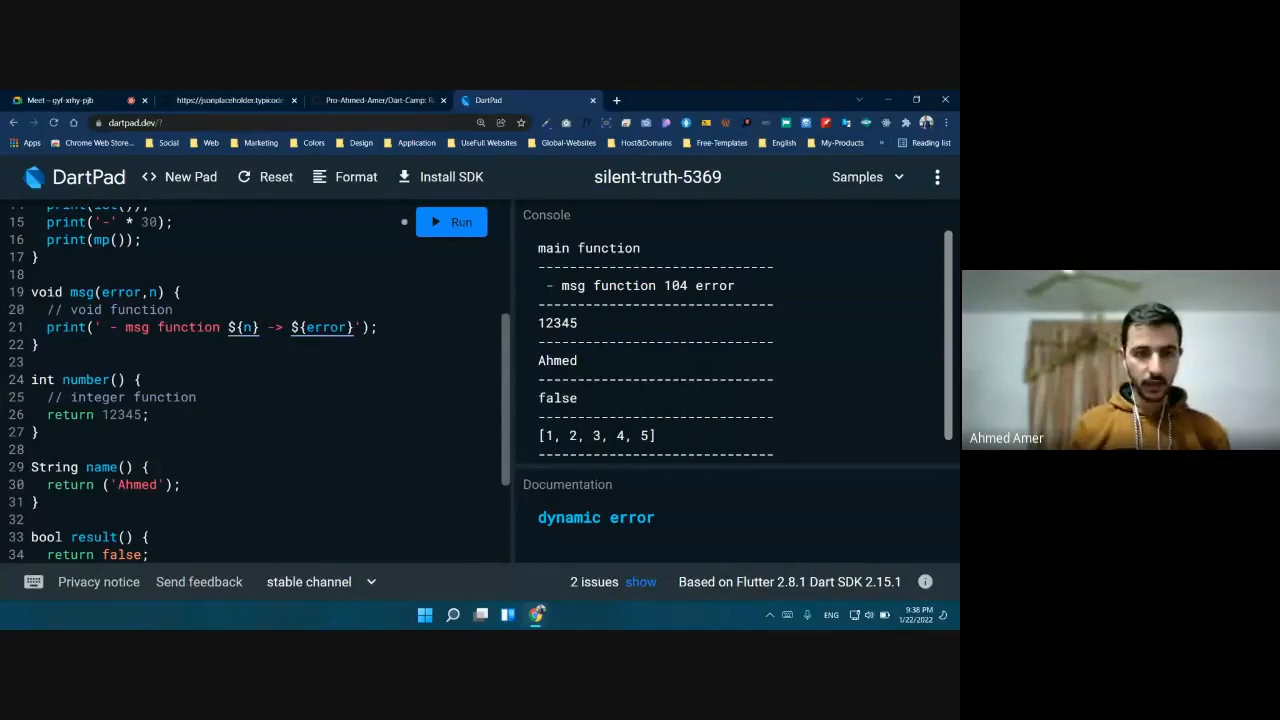 Meet – gyf-xrhy-pjb
https://jsonplaceholder.typicode
Pro-Ahmed-Amer/Dart-Camp: R
DartPad
dartpad.dev/?
Apps Chrome Web Store... Social Web Marketing Colors Design Application UseFull Websites Global-Websites Host&Domains Free-Templates English My-Products » Reading list
DartPad <> New Pad Reset Format Install SDK silent-truth-5369 Samples
15 print('-' * 30);
16 print(mp());
17 }
18
19 void msg(error,n) {
20 // void function
21 print(' - msg function ${n} -> ${error}');
22 }
23
24 int number() {
25 // integer function
26 return 12345;
27 }
28
29 String name() {
30 return ('Ahmed');
31 }
32
33 bool result() {
34 return false;
Run
Console
main function
------------------------------
- msg function 104 error
------------------------------
12345
------------------------------
Ahmed
------------------------------
false
------------------------------
[1, 2, 3, 4, 5]
------------------------------
Documentation
dynamic error
Privacy notice Send feedback stable channel 2 issues show Based on Flutter 2.8.1 Dart SDK 2.15.1
ENG
9:38 PM
1/22/2022
Ahmed Amer